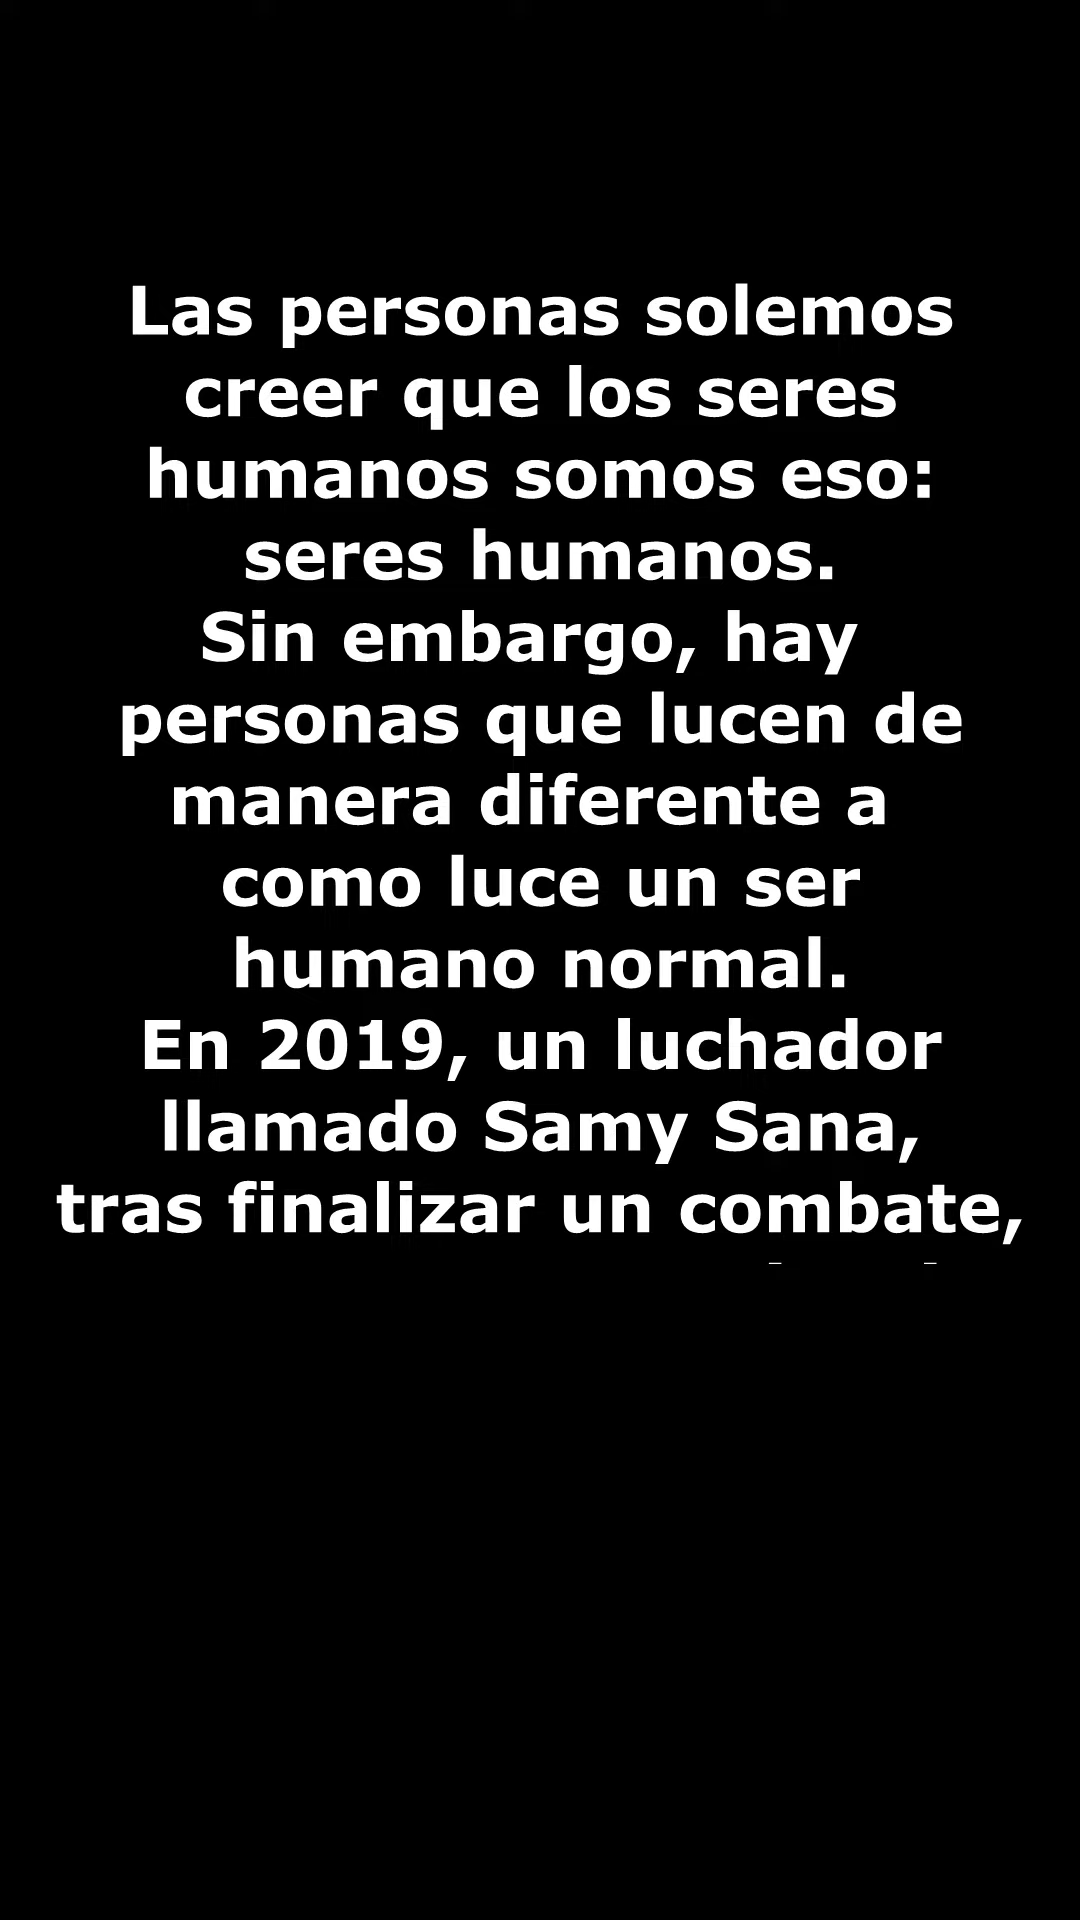 Las personas solemos
creer que los seres
humanos somos eso:
seres humanos.
Sin embargo, hay
personas que lucen de
manera diferente a
como luce un ser
humano normal.
En 2019, un luchador
llamado Samy Sana,
tras finalizar un combate,